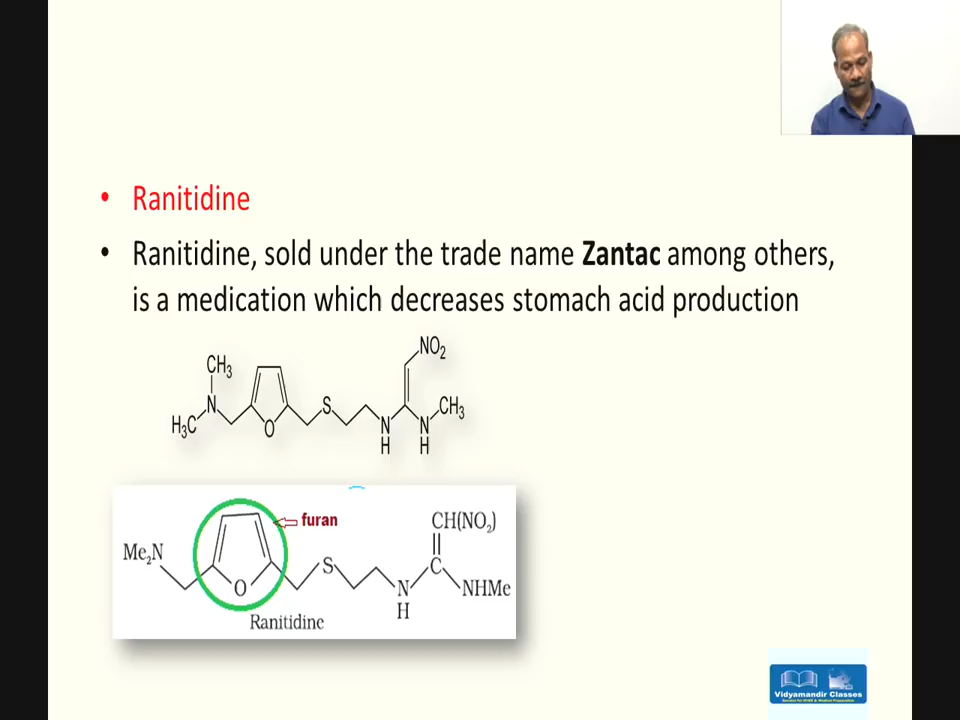 • Ranitidine
• Ranitidine, sold under the trade name Zantac among others,
is a medication which decreases stomach acid production
NO2
CH3
N
S
CH3
H3C
O
N
H
N
H
furan
CH(NO2)
Me2N
S
C
O
N
H
NHMe
Ranitidine
Vidyamandir Classes